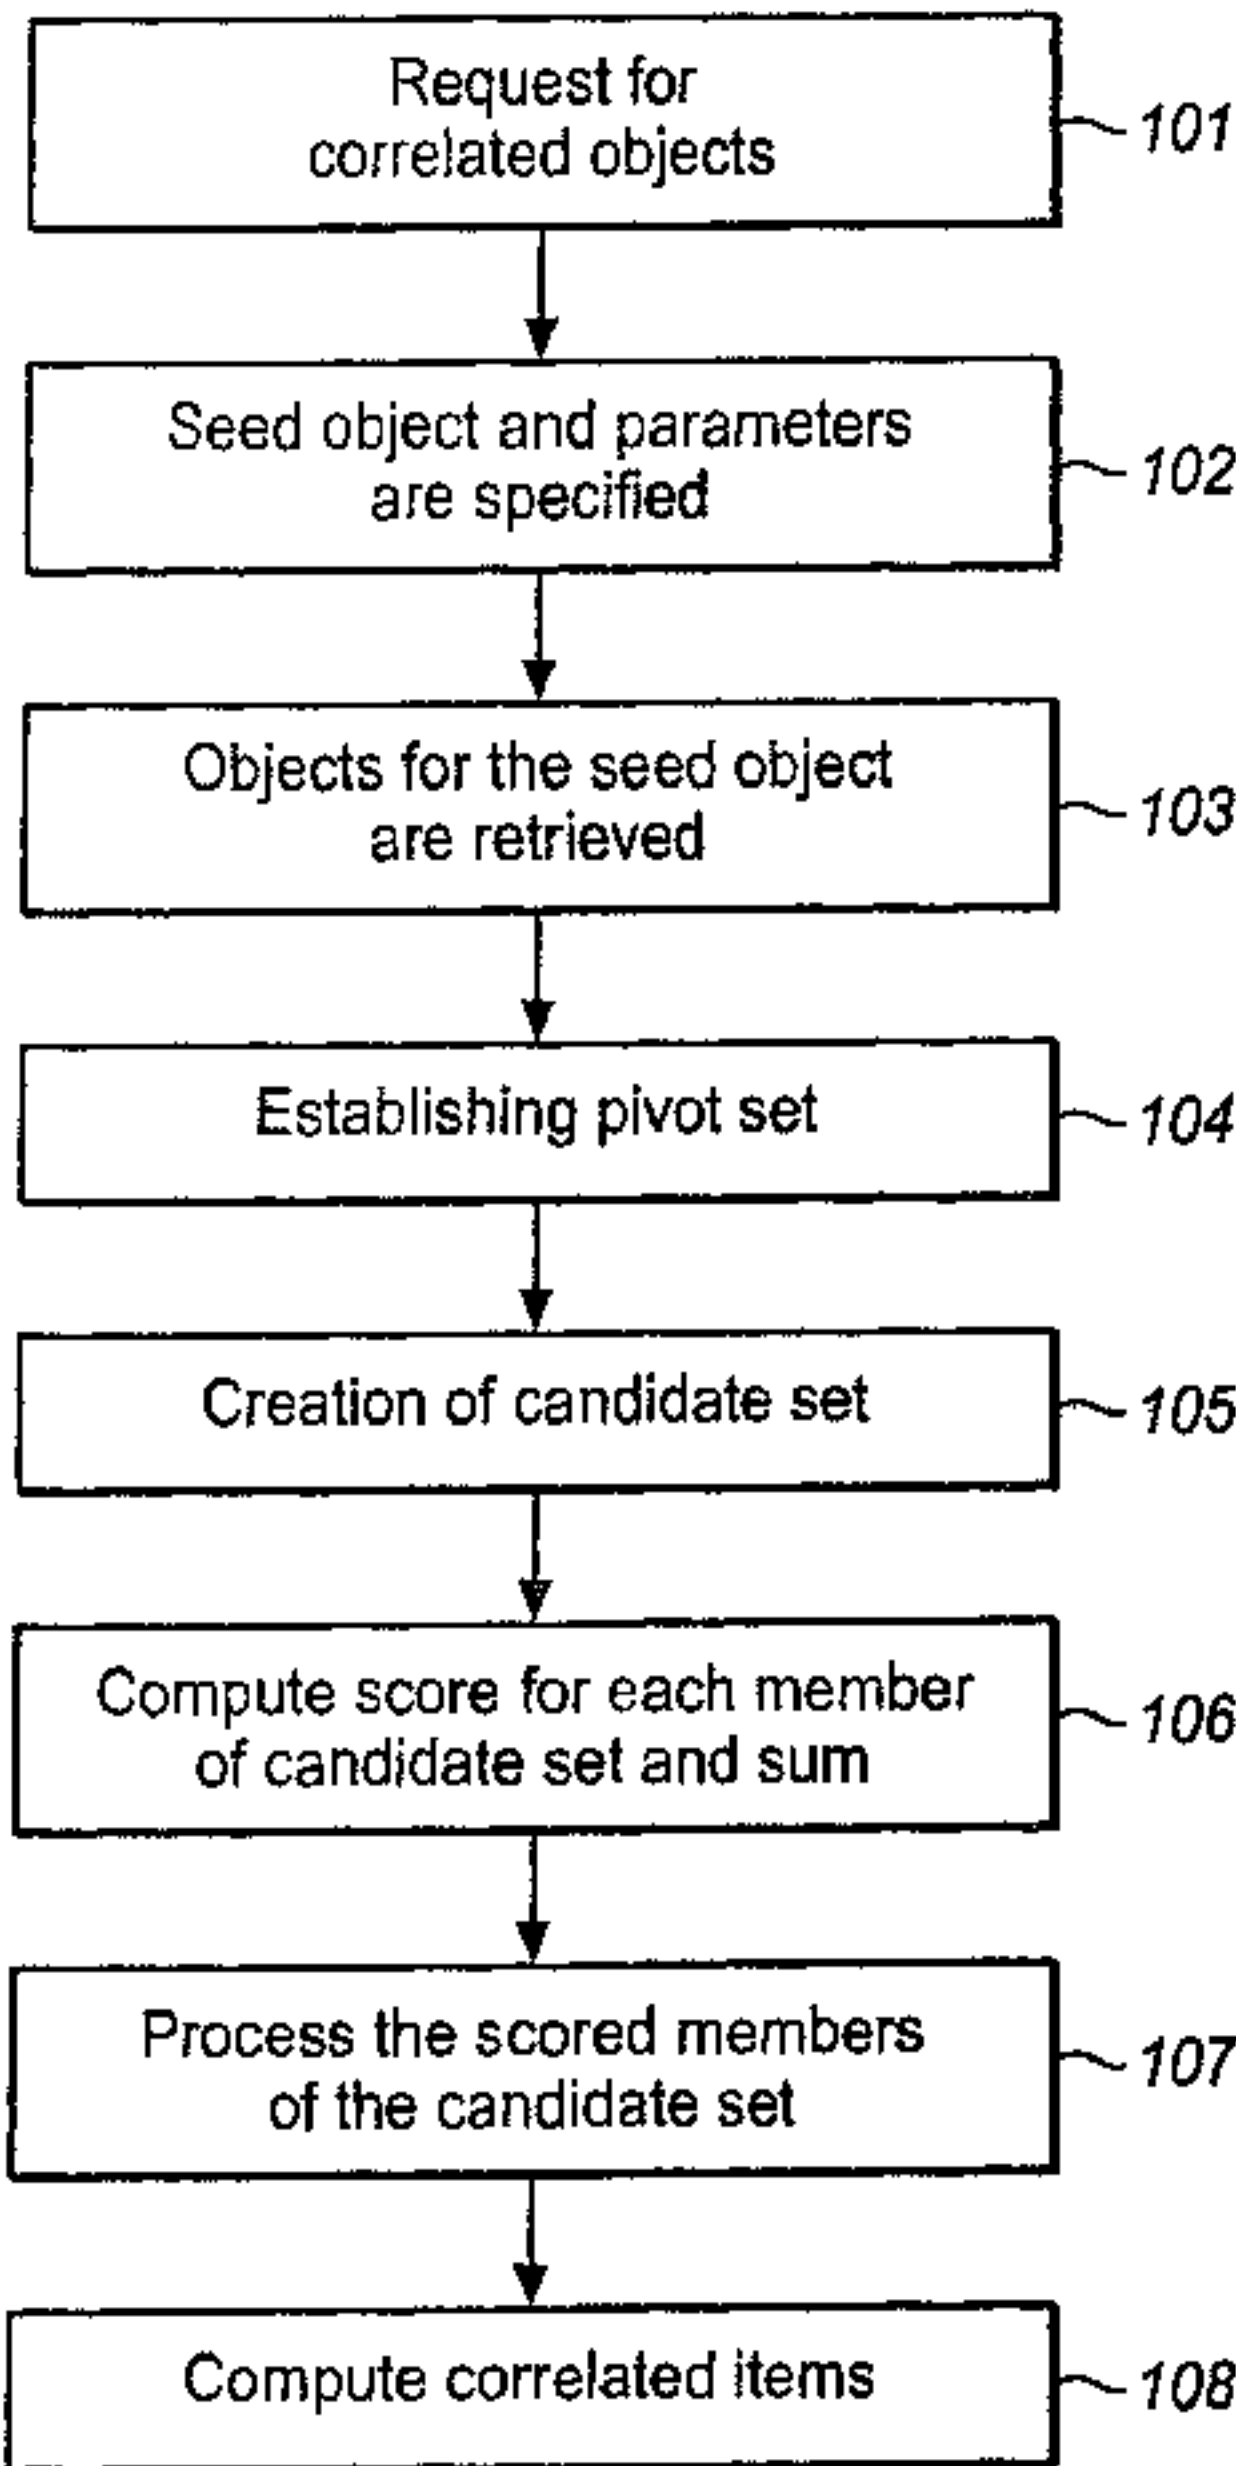 Request for
correlated objects
101
Seed object and parameters
are specified
102
Objects for the seed object
are retrieved
103
Establishing pivot set
104
Creation of candidate set
105
Compute score for each member
of candidate set and sum
106
Process the scored members
of the candidate set
107
Compute correlated items
108